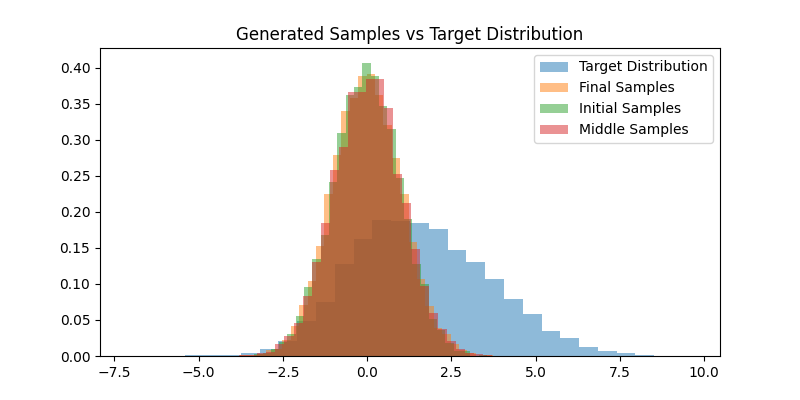 Generated Samples vs Target Distribution
0.40
0.35
0.30
0.25
0.20
0.15
0.10
0.05
0.00
Target Distribution
Final Samples
Initial Samples
Middle Samples
−7.5 −5.0 −2.5 0.0 2.5 5.0 7.5 10.0